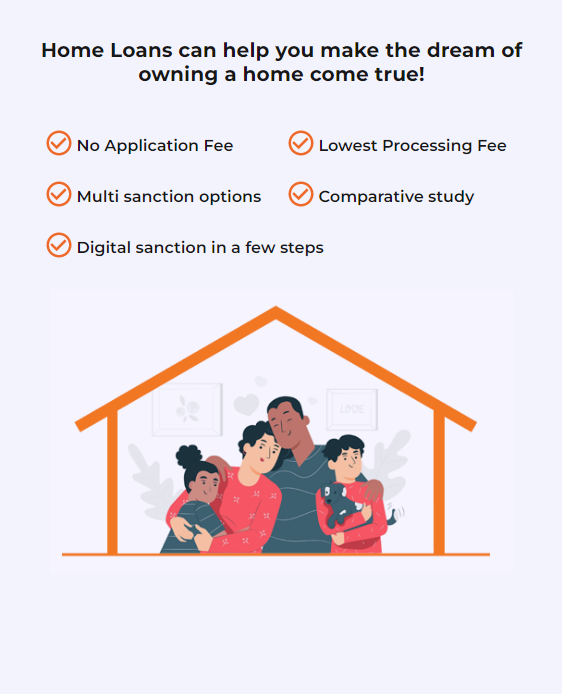 Home Loans can help you make the dream of
owning a home come true!
No Application Fee
Lowest Processing Fee
Multi sanction options
Comparative study
Digital sanction in a few steps
LOVE